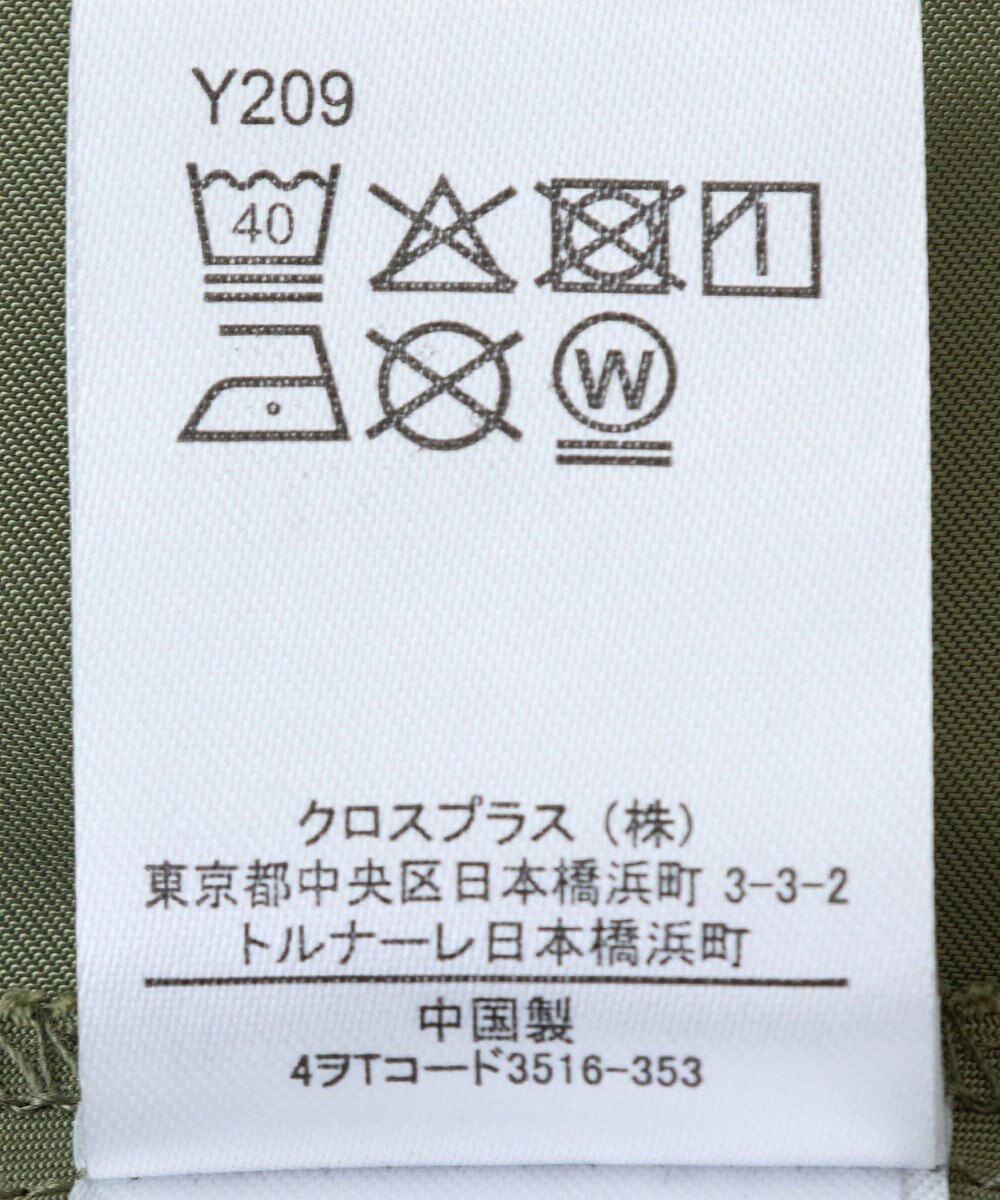 Y209
40
W
クロスプラス（株）
東京都中央区日本橋浜町 3-3-2
トルナーレ日本橋浜町
中国製
4ヲTコード3516-353